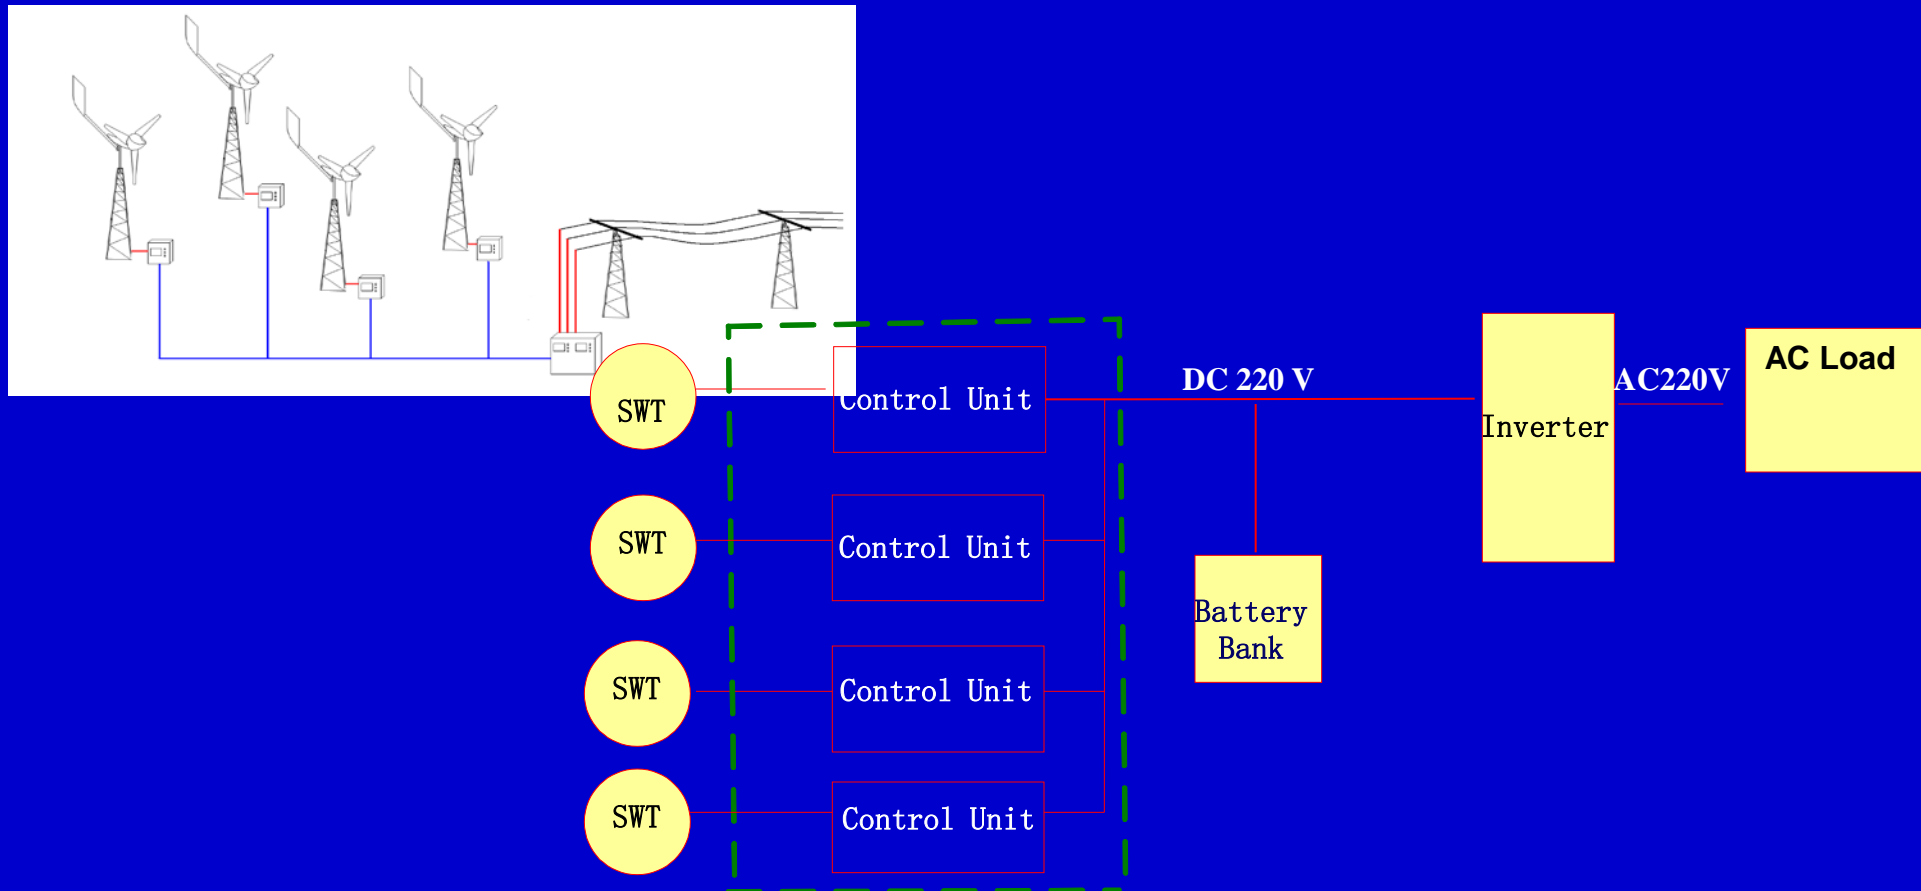 SWT
Control Unit
DC 220 V
Inverter
AC220V
AC Load
SWT
Control Unit
Battery
Bank
SWT
Control Unit
SWT
Control Unit